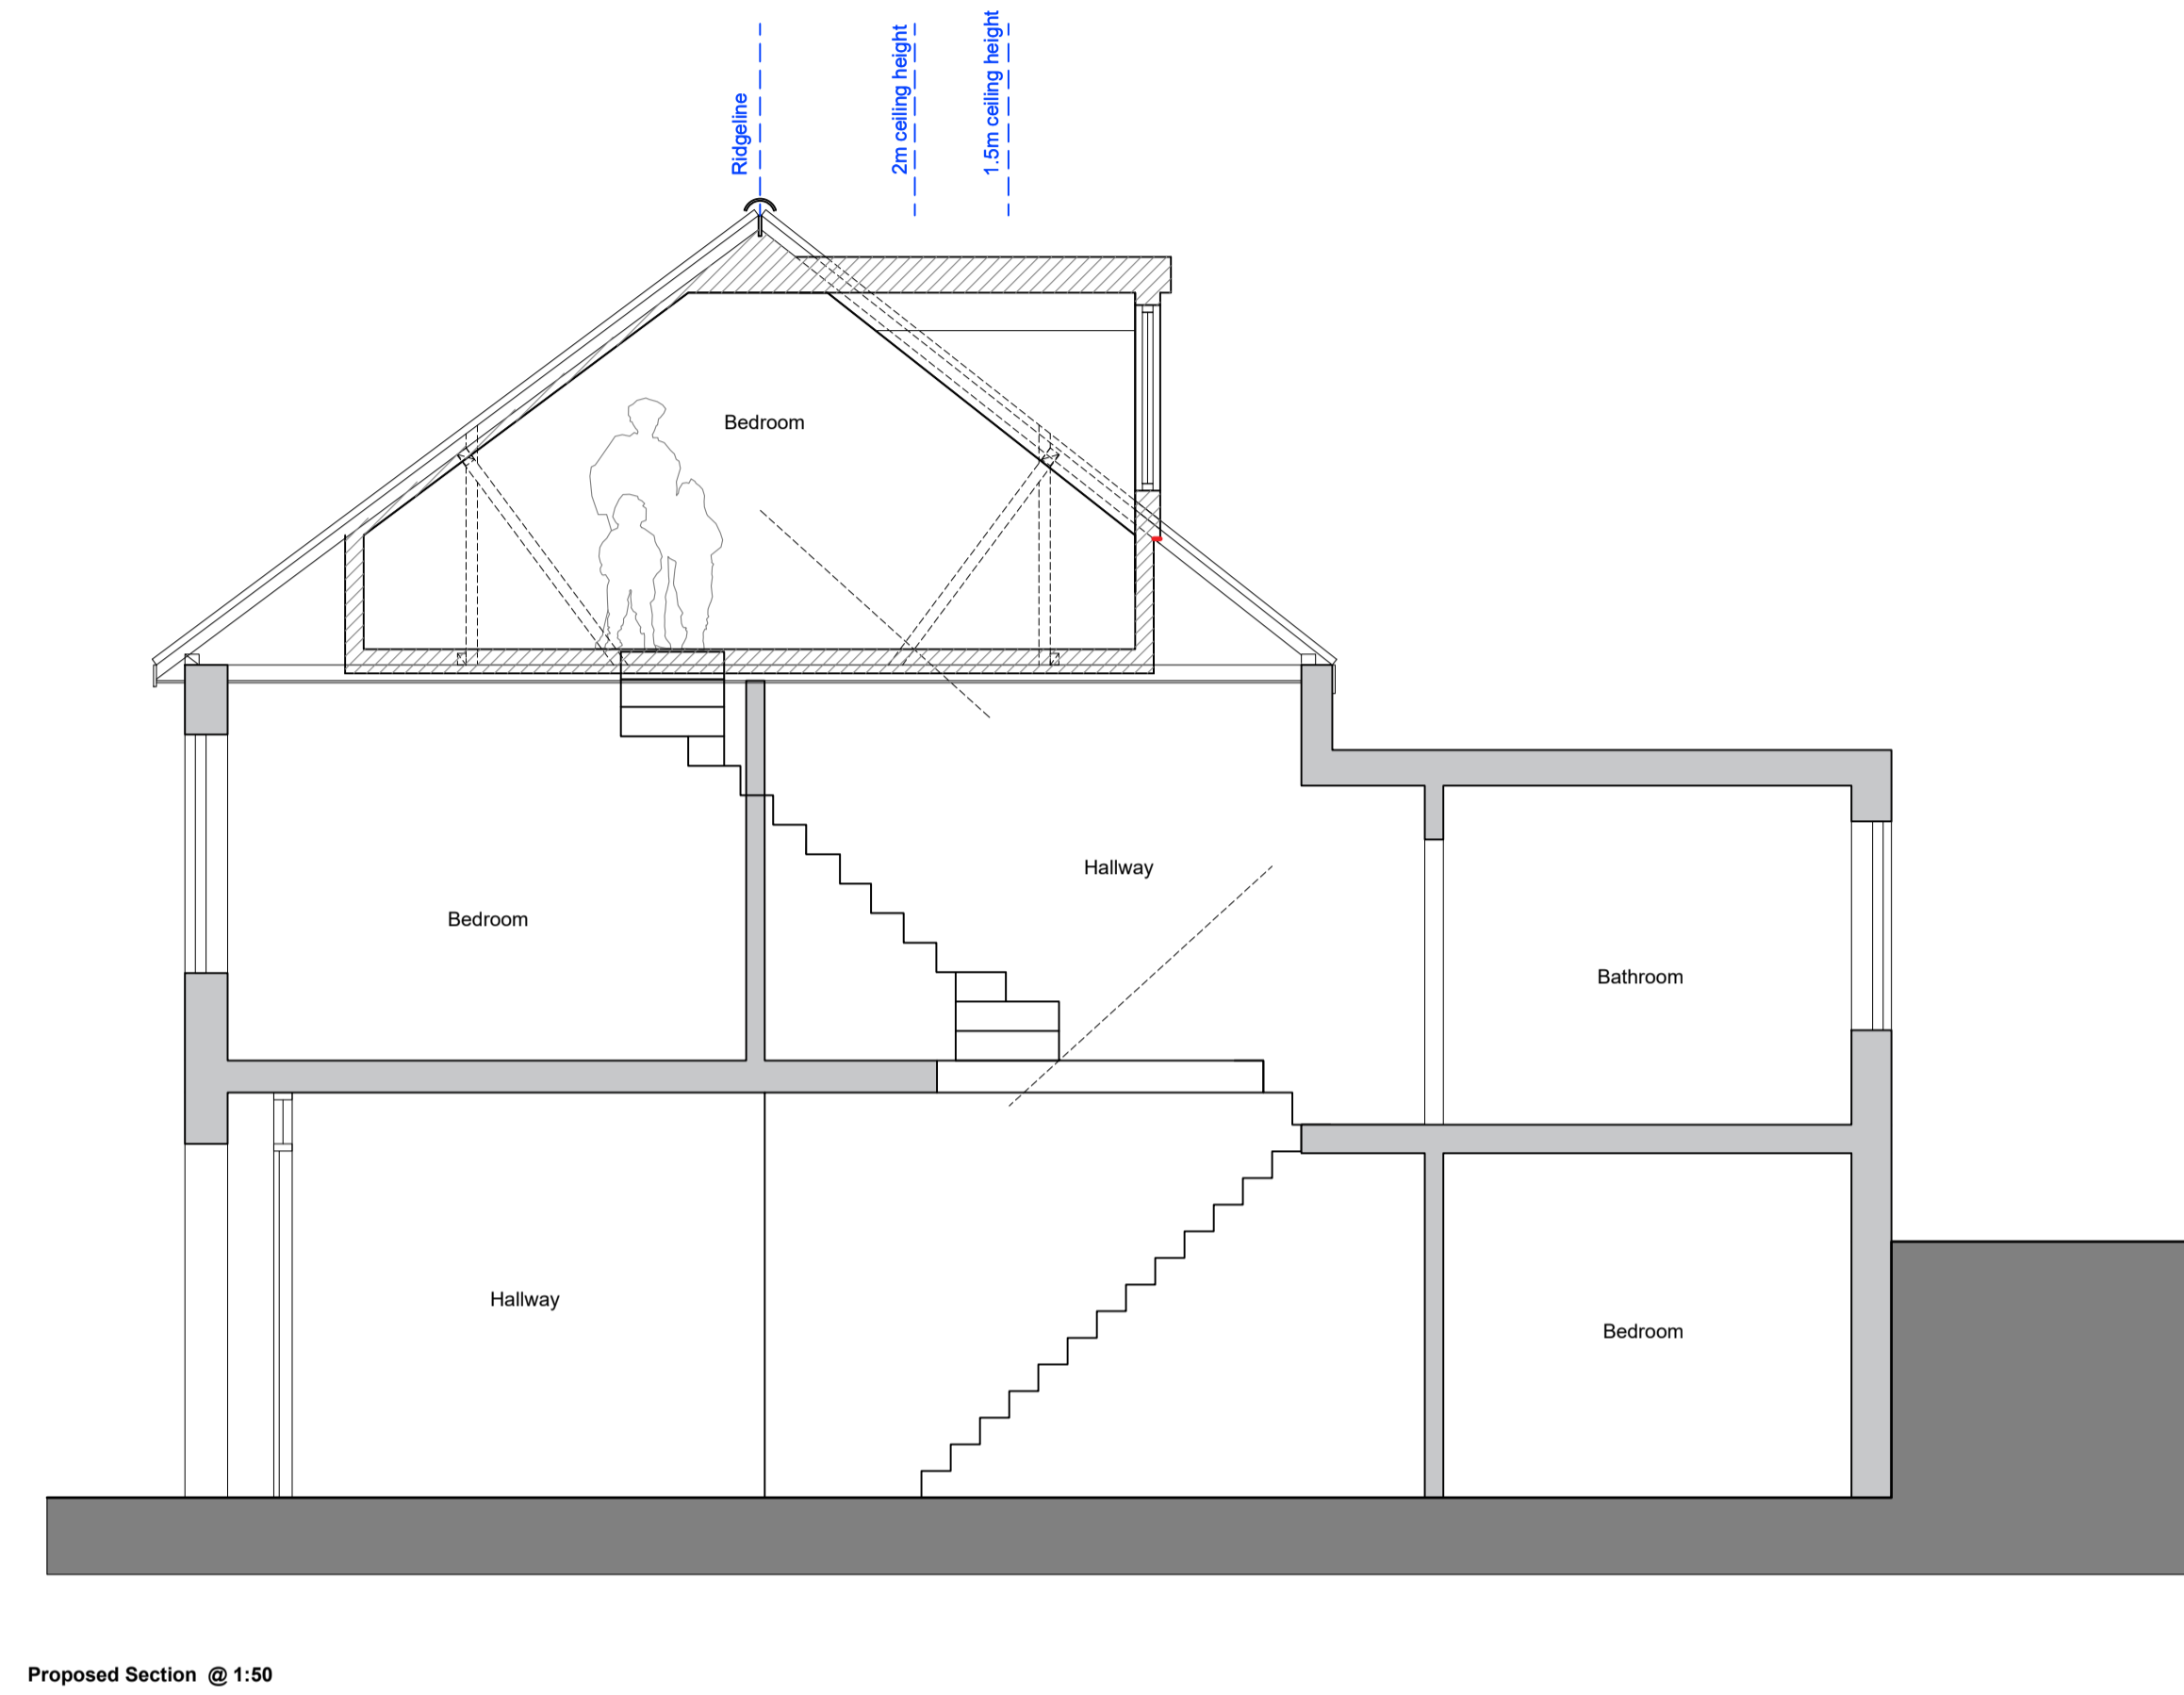 Ridgeline
2m ceiling height
1.5m ceiling height
Bedroom
Hallway
Bedroom
Bathroom
Hallway
Bedroom
Proposed Section @ 1:50